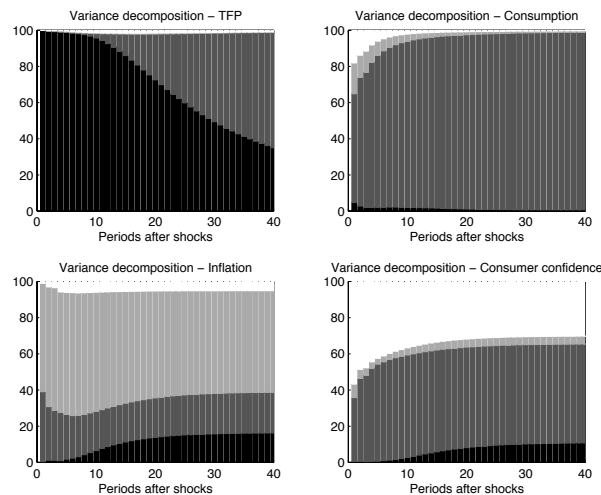 Variance decomposition – TFP
100
80
60
40
20
0
0 10 20 30 40
Periods after shocks
Variance decomposition – Consumption
100
80
60
40
20
0
0 10 20 30 40
Periods after shocks
Variance decomposition – Inflation
100
80
60
40
20
0
0 10 20 30 40
Periods after shocks
Variance decomposition – Consumer confidence
100
80
60
40
20
0
0 10 20 30 40
Periods after shocks